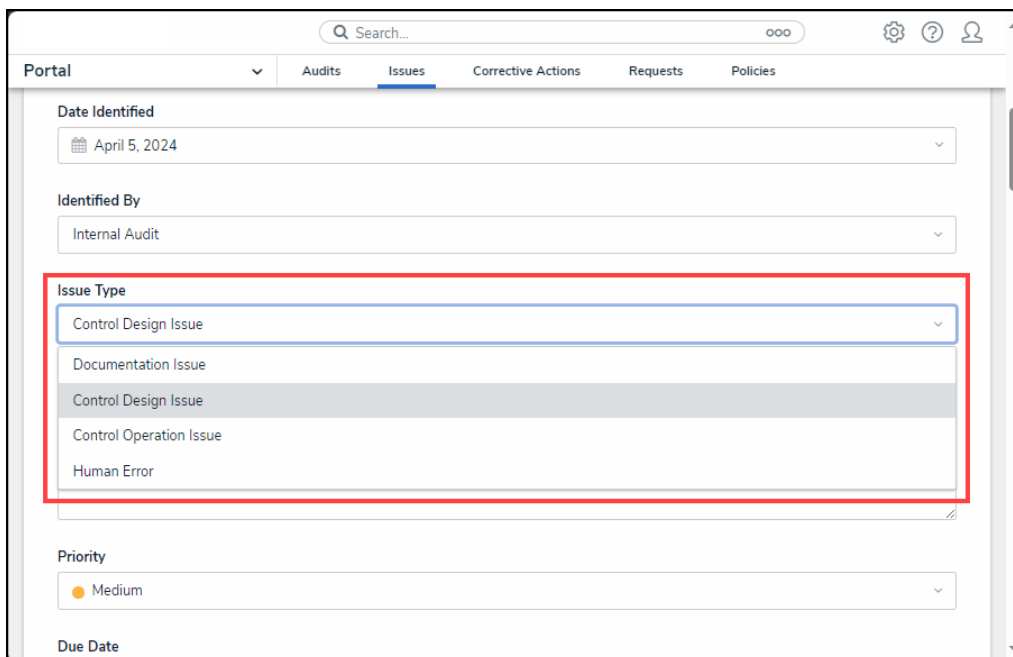 Search...
Portal Audits Issues Corrective Actions Requests Policies
Date Identified
April 5, 2024
Identified By
Internal Audit
Issue Type
Control Design Issue
Documentation Issue
Control Design Issue
Control Operation Issue
Human Error
Priority
Medium
Due Date